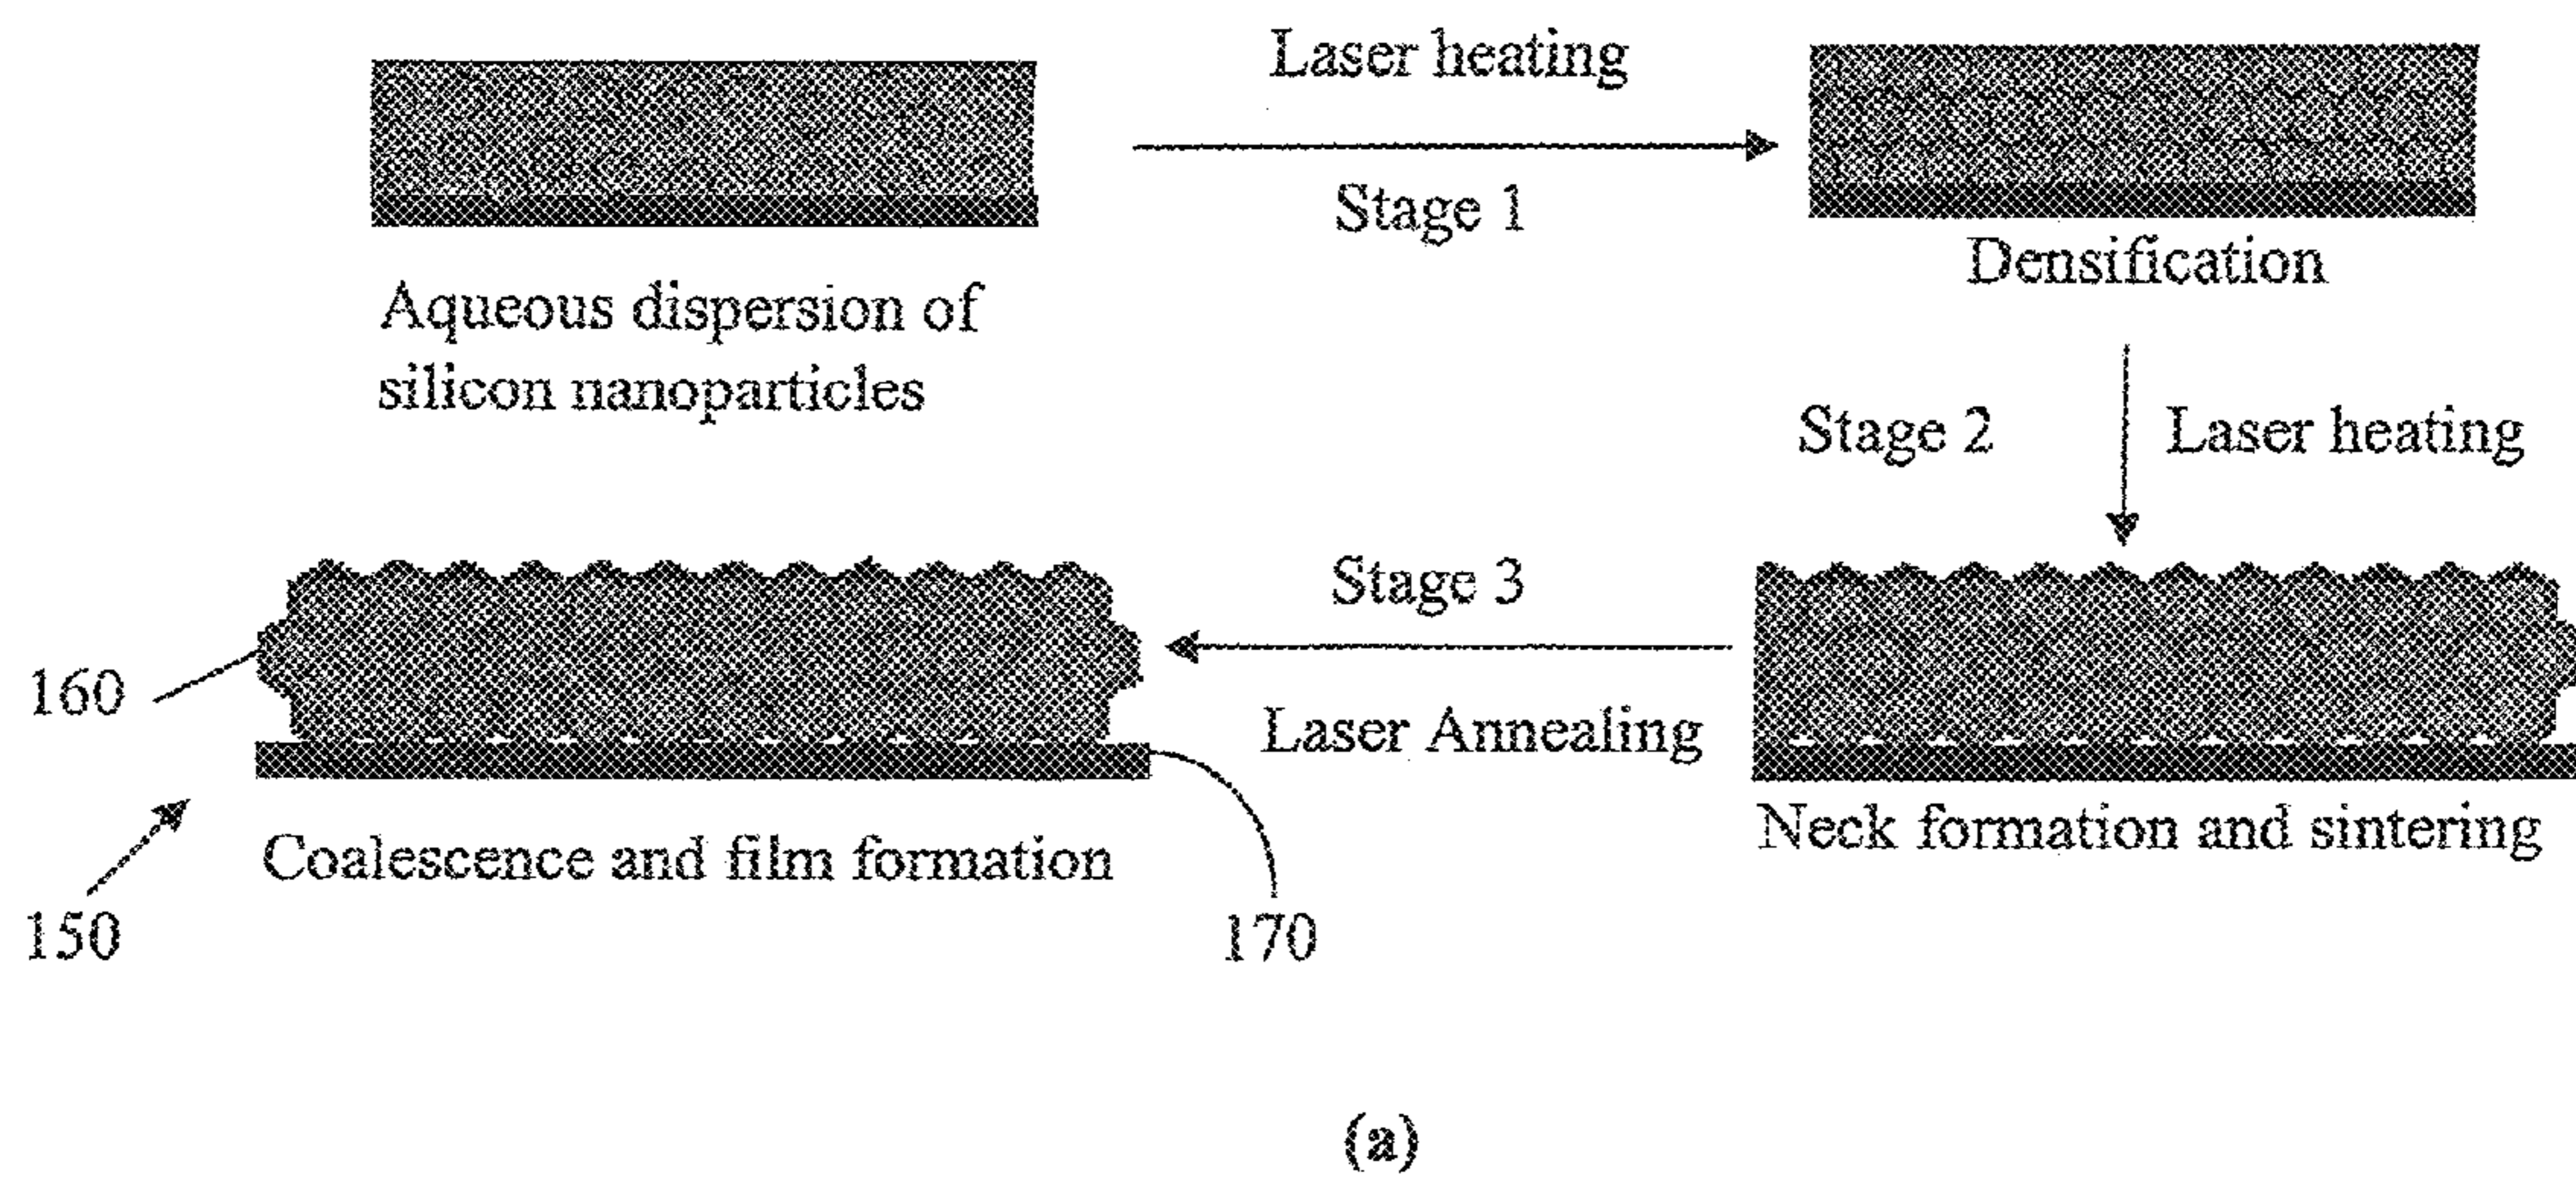 Laser heating
Stage 1
Aqueous dispersion of
silicon nanoparticles
Densification
Stage 2
Laser heating
Stage 3
Laser Annealing
160
Neck formation and sintering
Coalescence and film formation
150
170
(a)